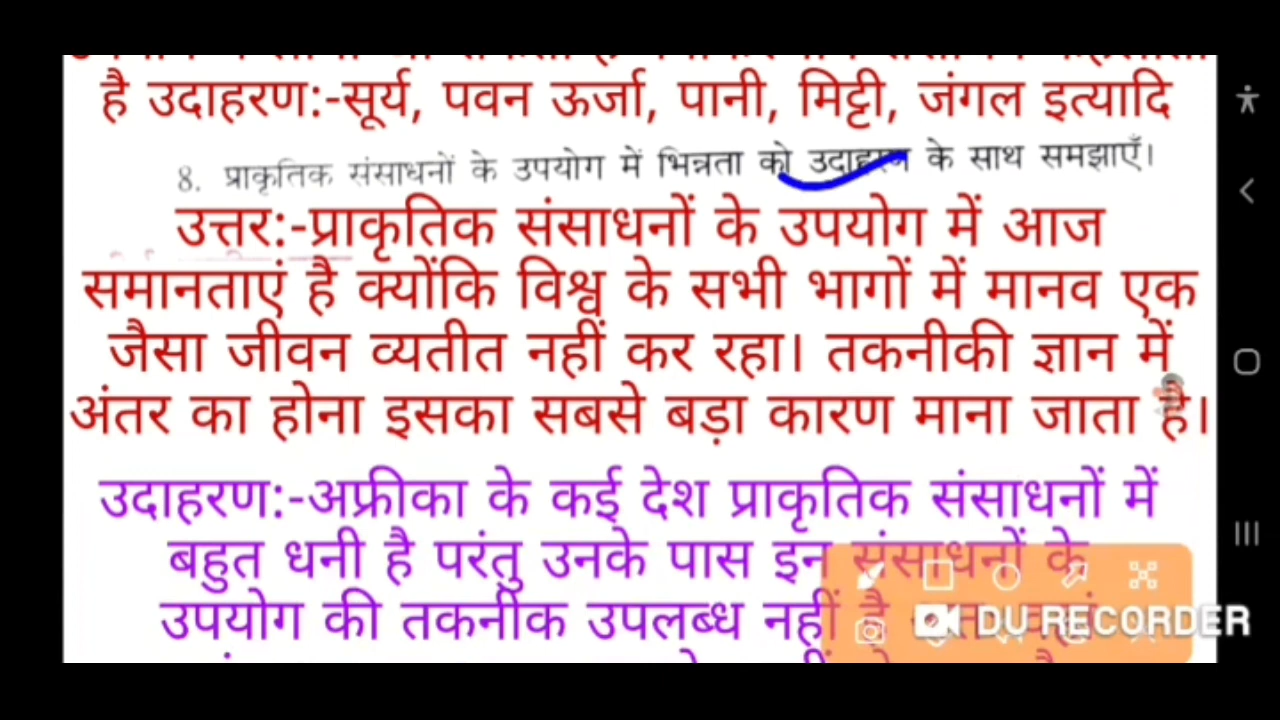 है उदाहरण:-सूर्य, पवन ऊर्जा, पानी, मिट्टी, जंगल इत्यादि
8. प्राकृतिक संसाधनों के उपयोग में भिन्नता को उदाहरण के साथ समझाएँ।
उत्तर:-प्राकृतिक संसाधनों के उपयोग में आज
समानताएं है क्योंकि विश्व के सभी भागों में मानव एक
जैसा जीवन व्यतीत नहीं कर रहा। तकनीकी ज्ञान में
अंतर का होना इसका सबसे बड़ा कारण माना जाता है।
उदाहरण:-अफ्रीका के कई देश प्राकृतिक संसाधनों में
बहुत धनी है परंतु उनके पास इन संसाधनों के
उपयोग की तकनीक उपलब्ध नहीं है
DU RECORDER